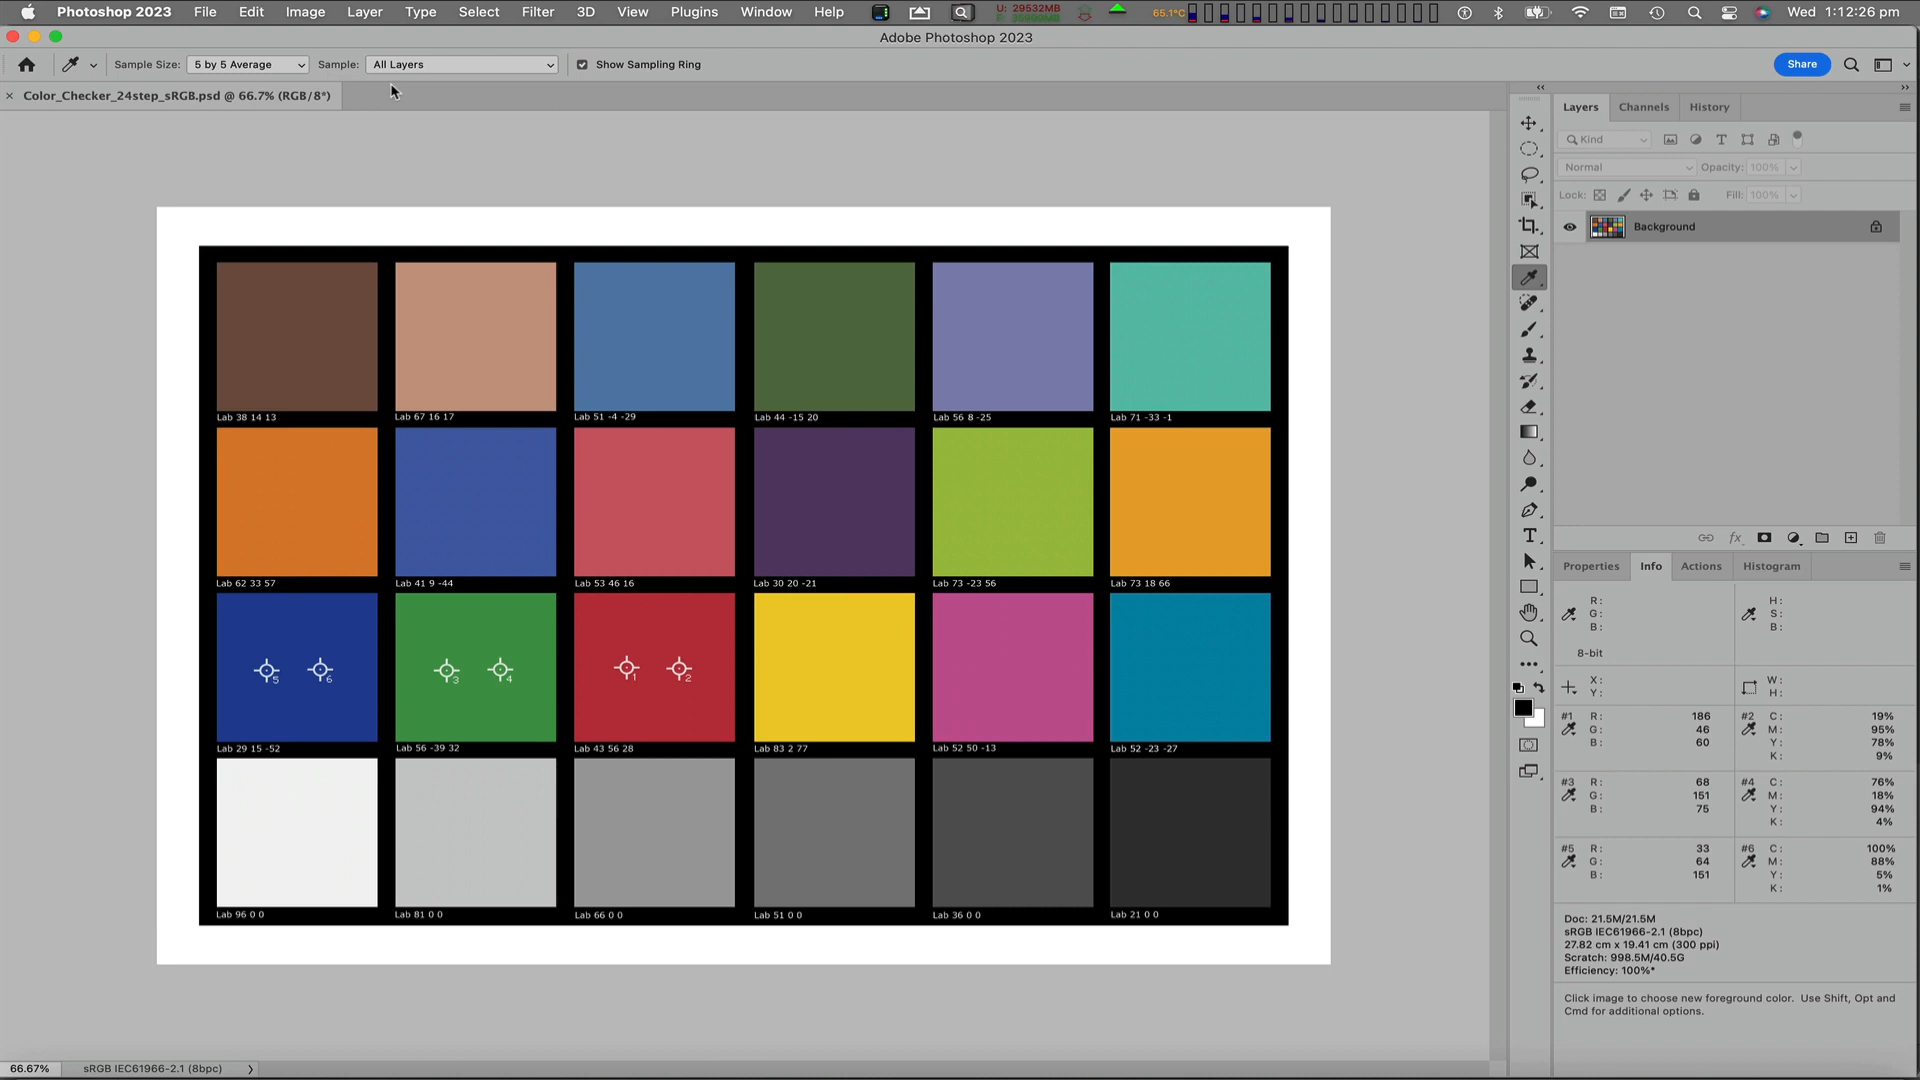 Photoshop 2023 File Edit Image Layer Type Select Filter 3D View Plugins Window Help U: 29532MB 65.1°C Wed 1:12:26 pm
Adobe Photoshop 2023
Sample Size: 5 by 5 Average Sample: All Layers Show Sampling Ring Share
Color_Checker_24step_sRGB.psd @ 66.7% (RGB/8*)
Layers Channels History
Kind
Normal Opacity: 100%
Lock: Fill: 100%
Background
Lab 38 14 13 Lab 67 16 17 Lab 51 -4 -29 Lab 44 -15 20 Lab 56 8 -25 Lab 71 -33 -1
Lab 62 33 57 Lab 41 9 -44 Lab 53 46 16 Lab 30 20 -21 Lab 73 -23 56 Lab 73 18 66
5 6 3 4 1 2
Lab 29 15 -52 Lab 56 -39 32 Lab 43 56 28 Lab 83 2 77 Lab 52 50 -13 Lab 52 -23 -27
Lab 96 0 0 Lab 81 0 0 Lab 66 0 0 Lab 51 0 0 Lab 36 0 0 Lab 21 0 0
fx
Properties Info Actions Histogram
R: H:
G: S:
B: B:
8-bit
X: W:
Y: H:
#1 R: 186 #2 C: 19%
G: 46 M: 95%
B: 60 Y: 78%
K: 9%
#3 R: 68 #4 C: 76%
G: 151 M: 18%
B: 75 Y: 94%
K: 4%
#5 R: 33 #6 C: 100%
G: 64 M: 88%
B: 151 Y: 5%
K: 1%
Doc: 21.5M/21.5M
sRGB IEC61966-2.1 (8bpc)
27.82 cm x 19.41 cm (300 ppi)
Scratch: 998.5M/40.5G
Efficiency: 100%*
Click image to choose new foreground color. Use Shift, Opt and
Cmd for additional options.
66.67% sRGB IEC61966-2.1 (8bpc)